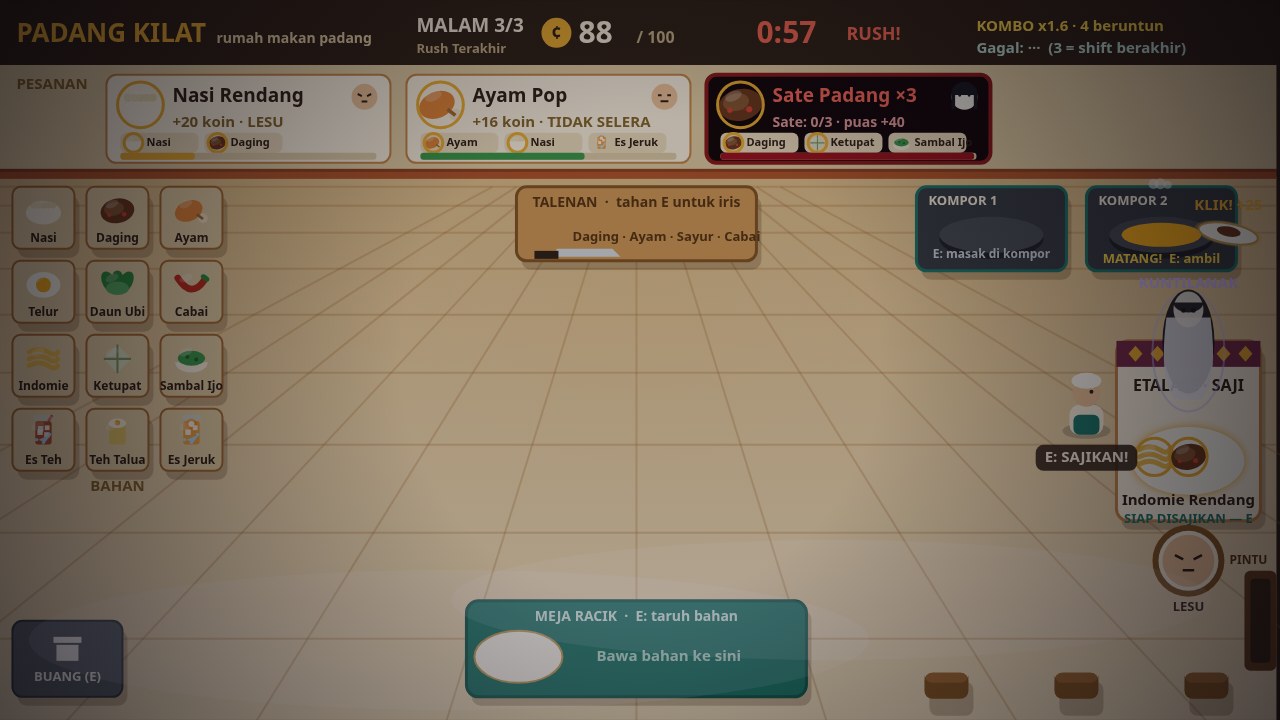 PADANG KILAT rumah makan padang
MALAM 3/3
Rush Terakhir
¢ 88 / 100
0:57 RUSH!
KOMBO x1.6 · 4 beruntun
Gagal: ··· (3 = shift berakhir)
PESANAN
Nasi Rendang
+20 koin · LESU
Nasi
Daging
Ayam Pop
+16 koin · TIDAK SELERA
Ayam
Nasi
Es Jeruk
Sate Padang ×3
Sate: 0/3 · puas +40
Daging
Ketupat
Sambal Ij
Nasi
Daging
Ayam
Telur
Daun Ubi
Cabai
Indomie
Ketupat
Sambal Ijo
Es Teh
Teh Talua
Es Jeruk
BAHAN
TALENAN · tahan E untuk iris
Daging · Ayam · Sayur · Cabai
KOMPOR 1
E: masak di kompor
KOMPOR 2
KLIK! +25
MATANG! E: ambil
KUNTILANAK
ETAL SAJI
E: SAJIKAN!
Indomie Rendang
SIAP DISAJIKAN — E
PINTU
LESU
BUANG (E)
MEJA RACIK · E: taruh bahan
Bawa bahan ke sini